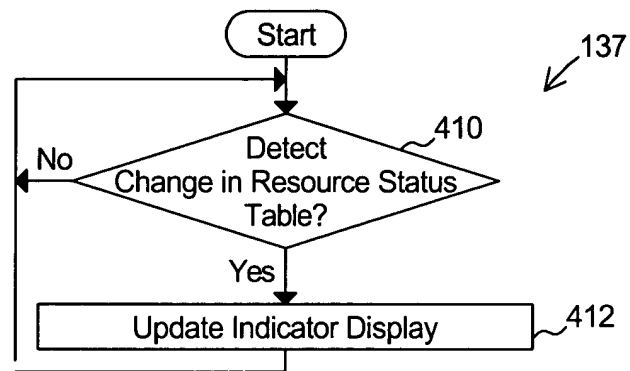 Start
137
410
Detect
Change in Resource Status
Table?
No
Yes
Update Indicator Display
412